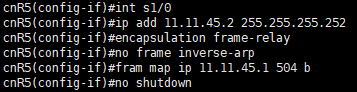 cnR5(config-if)#int s1/0
cnR5(config-if)#ip add 11.11.45.2 255.255.255.252
cnR5(config-if)#encapsulation frame-relay
cnR5(config-if)#no frame inverse-arp
cnR5(config-if)#fram map ip 11.11.45.1 504 b
cnR5(config-if)#no shutdown